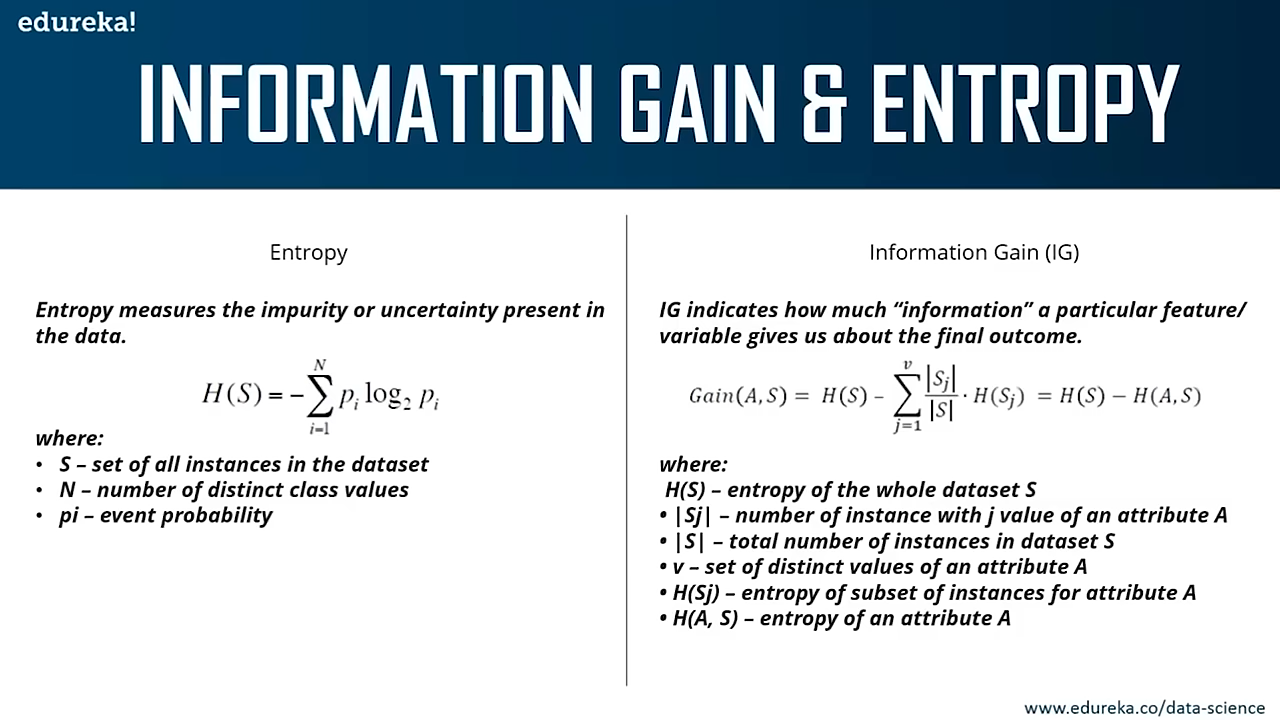 edureka!
INFORMATION GAIN & ENTROPY
Entropy
Entropy measures the impurity or uncertainty present in
the data.
H(S) = − ∑_{i=1}^{N} p_i log_2 p_i
where:
• S – set of all instances in the dataset
• N – number of distinct class values
• pi – event probability
Information Gain (IG)
IG indicates how much “information” a particular feature/
variable gives us about the final outcome.
Gain(A,S) = H(S) – ∑_{j=1}^{v} |S_j|/|S| · H(S_j) = H(S) − H(A,S)
where:
H(S) – entropy of the whole dataset S
• |Sj| – number of instance with j value of an attribute A
• |S| – total number of instances in dataset S
• v – set of distinct values of an attribute A
• H(Sj) – entropy of subset of instances for attribute A
• H(A, S) – entropy of an attribute A
www.edureka.co/data-science